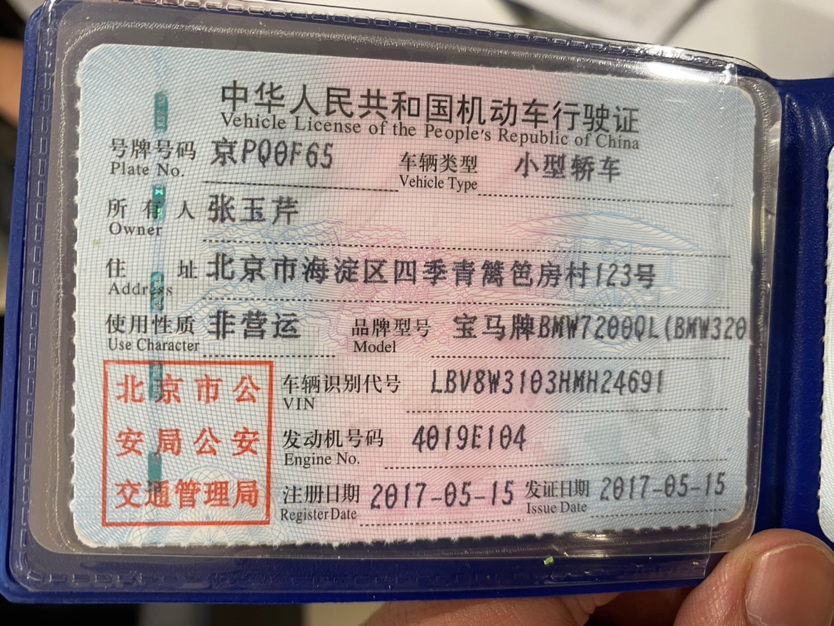 中华人民共和国机动车行驶证
Vehicle License of the People's Republic of China
号牌号码 京PQ0F65 车辆类型 小型轿车
Plate No. Vehicle Type
所有人 张玉芹
Owner
住址 北京市海淀区四季青篱笆房村123号
Address
使用性质 非营运 品牌型号 宝马牌BMW7200QL(BMW320
Use Character Model
北京市公
安局公安
交通管理局
车辆识别代号 LBV8W3103HMH24691
VIN
发动机号码 4019E104
Engine No.
注册日期 2017-05-15 发证日期 2017-05-15
Register Date Issue Date